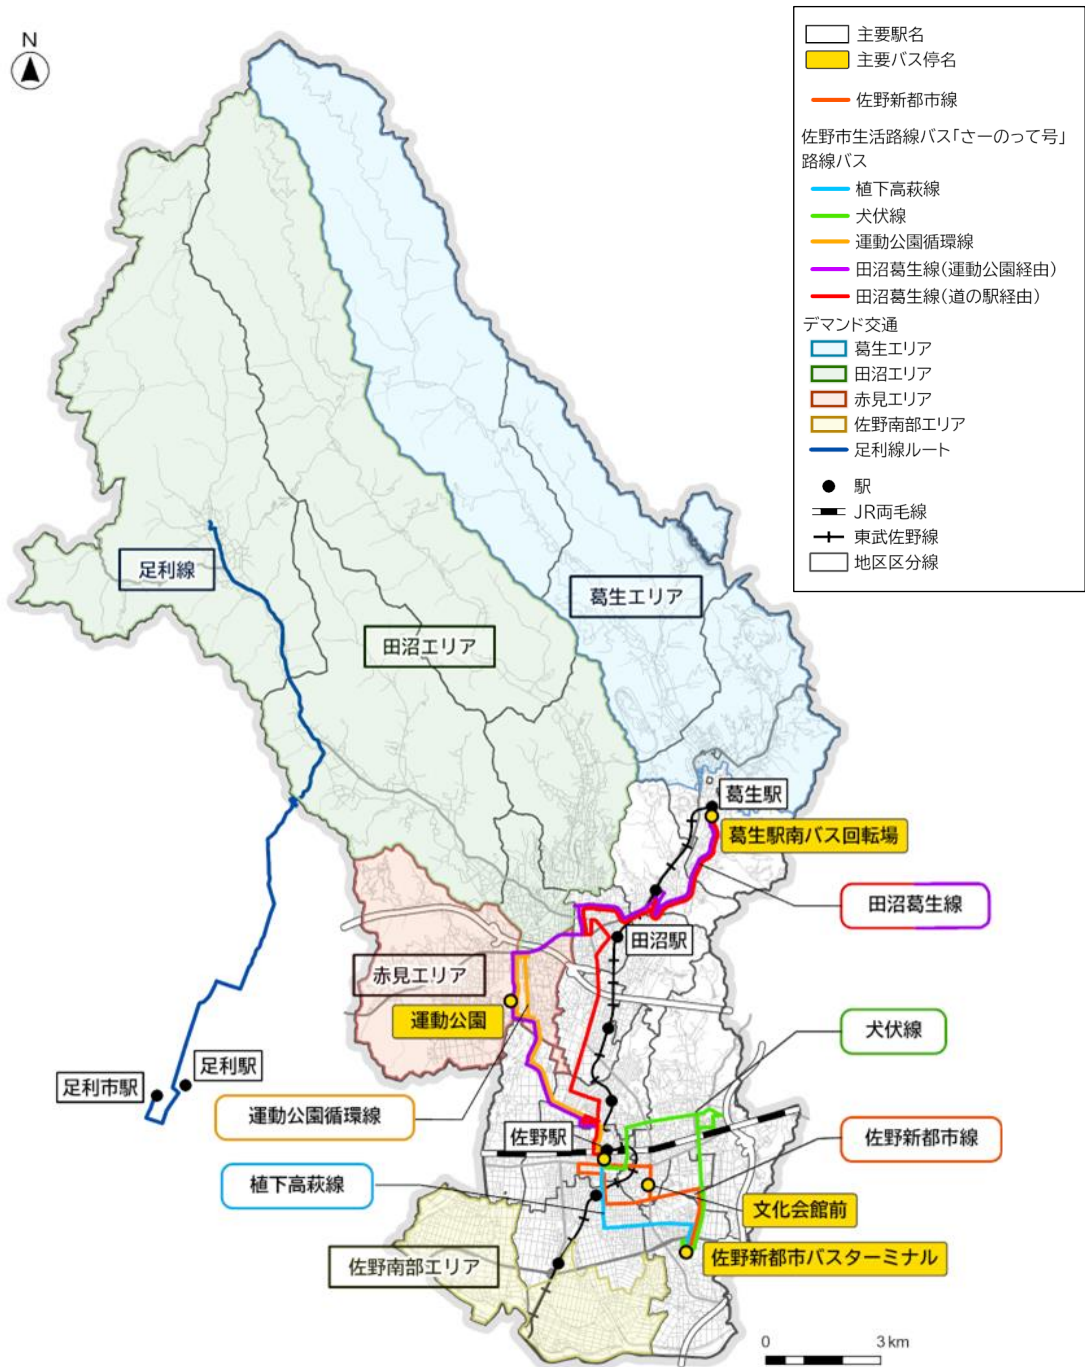 N
主要駅名
主要バス停名
佐野新都市線
佐野市生活路線バス「さーのって号」
路線バス
植下高萩線
犬伏線
運動公園循環線
田沼葛生線(運動公園経由)
田沼葛生線(道の駅経由)
デマンド交通
葛生エリア
田沼エリア
赤見エリア
佐野南部エリア
足利線ルート
駅
JR両毛線
東武佐野線
地区区分線
足利線
葛生エリア
田沼エリア
葛生駅
葛生駅南バス回転場
田沼葛生線
田沼駅
赤見エリア
運動公園
犬伏線
足利駅
足利市駅
運動公園循環線
佐野駅
佐野新都市線
植下高萩線
文化会館前
佐野新都市バスターミナル
佐野南部エリア
0 3km